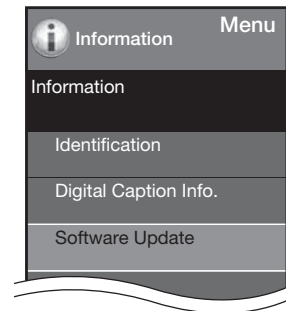 Menu
Information
Information
Identification
Digital Caption Info.
Software Update